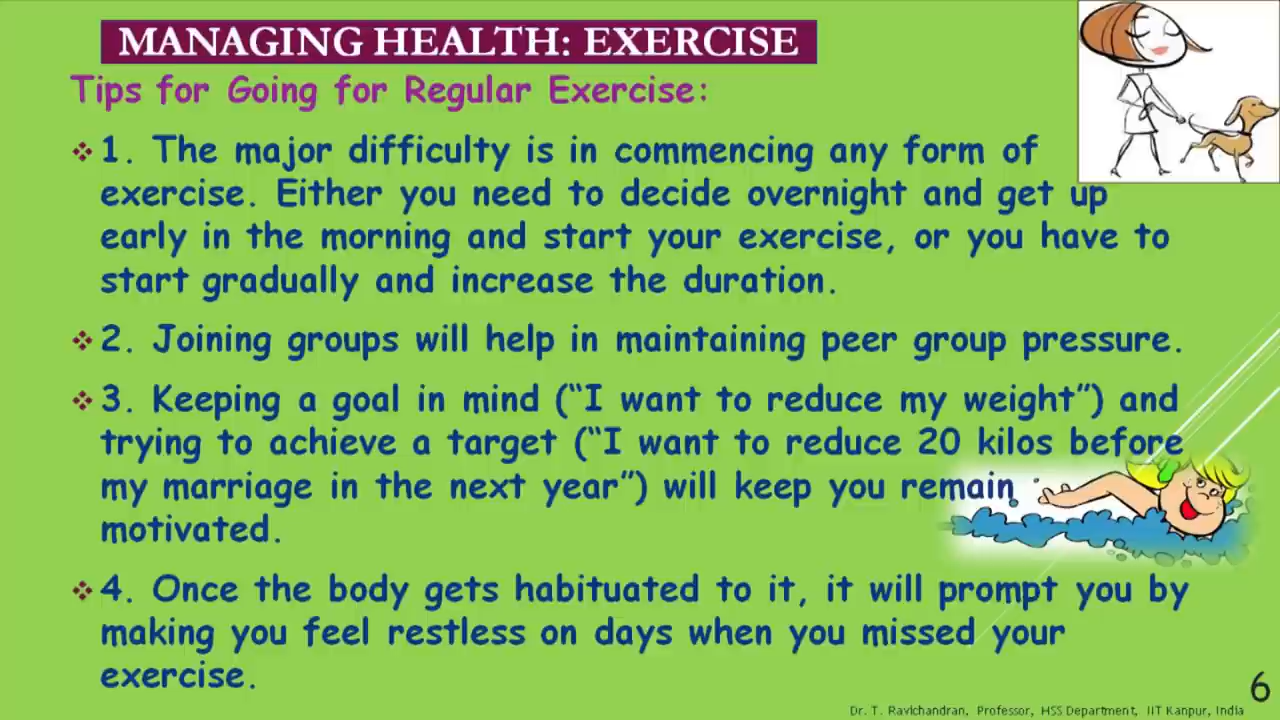 MANAGING HEALTH: EXERCISE
Tips for Going for Regular Exercise:
❖ 1. The major difficulty is in commencing any form of
exercise. Either you need to decide overnight and get up
early in the morning and start your exercise, or you have to
start gradually and increase the duration.
❖ 2. Joining groups will help in maintaining peer group pressure.
❖ 3. Keeping a goal in mind (“I want to reduce my weight”) and
trying to achieve a target (“I want to reduce 20 kilos before
my marriage in the next year”) will keep you remain
motivated.
❖ 4. Once the body gets habituated to it, it will prompt you by
making you feel restless on days when you missed your
exercise.
6
Dr. T. Ravichandran, Professor, HSS Department, IIT Kanpur, India